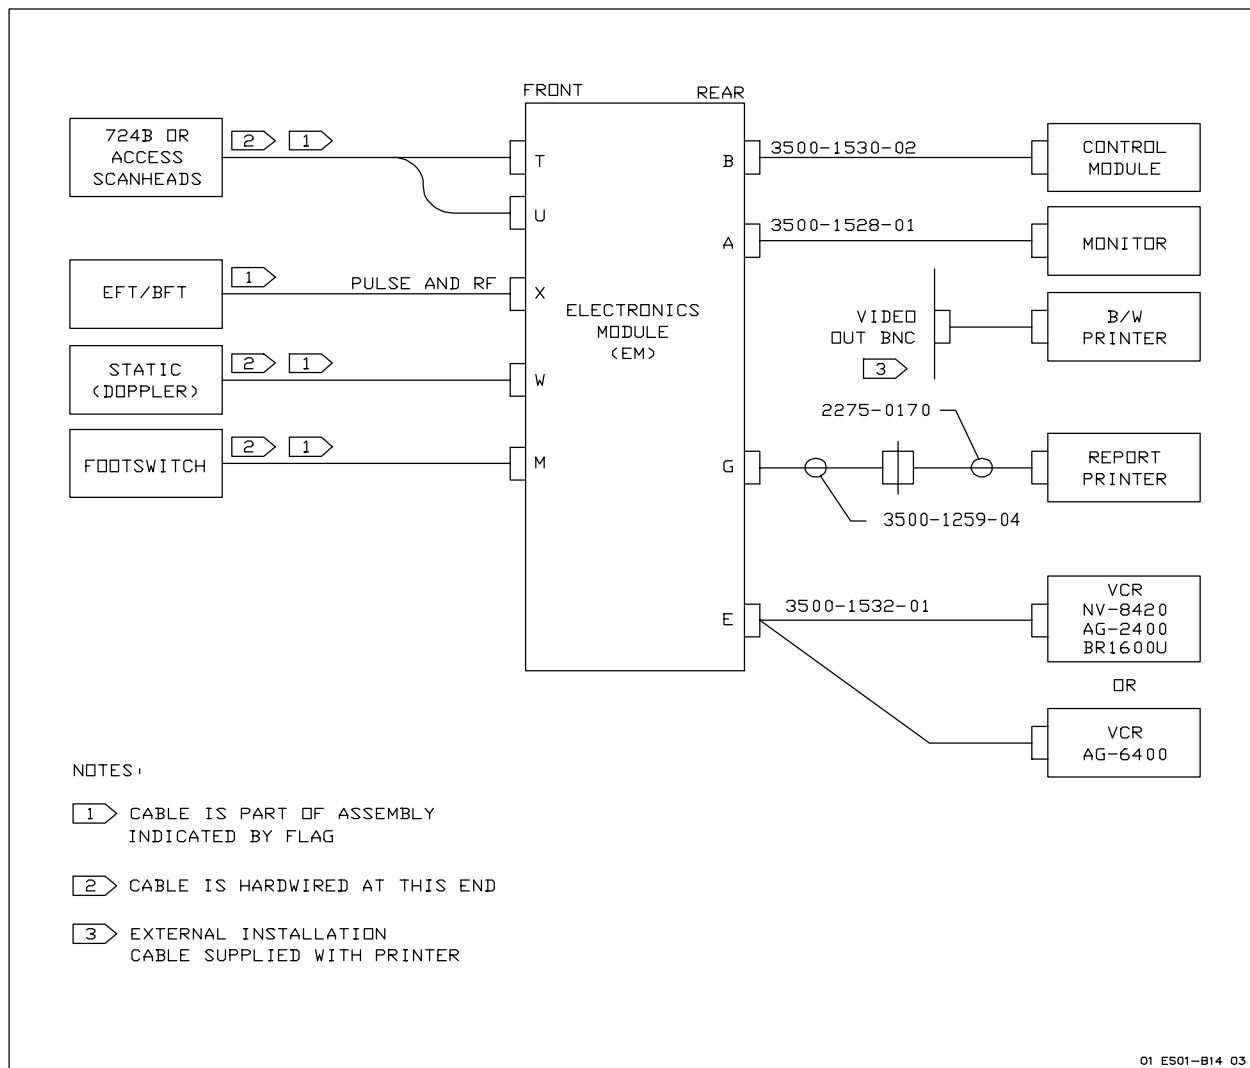 FRONT
REAR
724B OR
ACCESS
SCANHEADS
2
1
T
U
B
3500-1530-02
CONTROL
MODULE
A
3500-1528-01
MONITOR
EFT/BFT
1
PULSE AND RF
X
ELECTRONICS
MODULE
(EM)
VIDEO
OUT BNC
3
B/W
PRINTER
STATIC
(DOPPLER)
2
1
W
2275-0170
FOOTSWITCH
2
1
M
G
REPORT
PRINTER
3500-1259-04
E
3500-1532-01
VCR
NV-8420
AG-2400
BR1600U
OR
VCR
AG-6400
NOTES:
1 CABLE IS PART OF ASSEMBLY
INDICATED BY FLAG
2 CABLE IS HARDWIRED AT THIS END
3 EXTERNAL INSTALLATION
CABLE SUPPLIED WITH PRINTER
01 ES01-B14 03